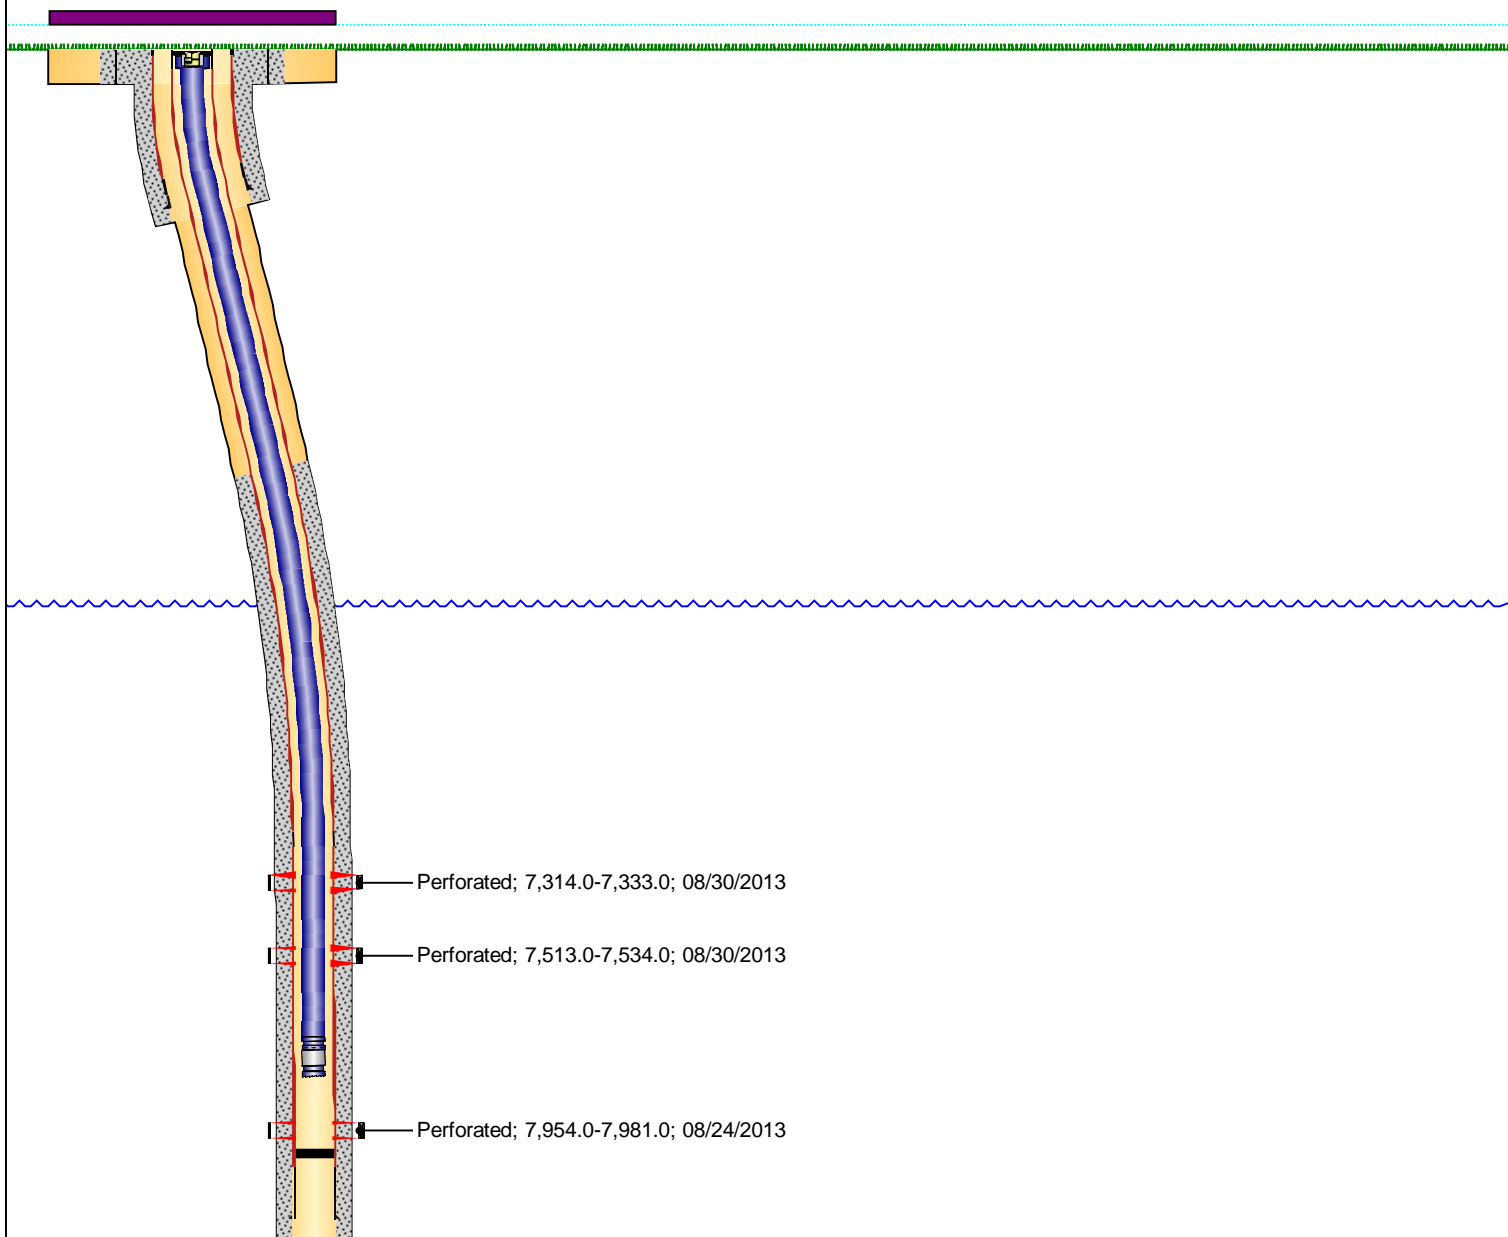 Perforated; 7,314.0-7,333.0; 08/30/2013
Perforated; 7,513.0-7,534.0; 08/30/2013
Perforated; 7,954.0-7,981.0; 08/24/2013